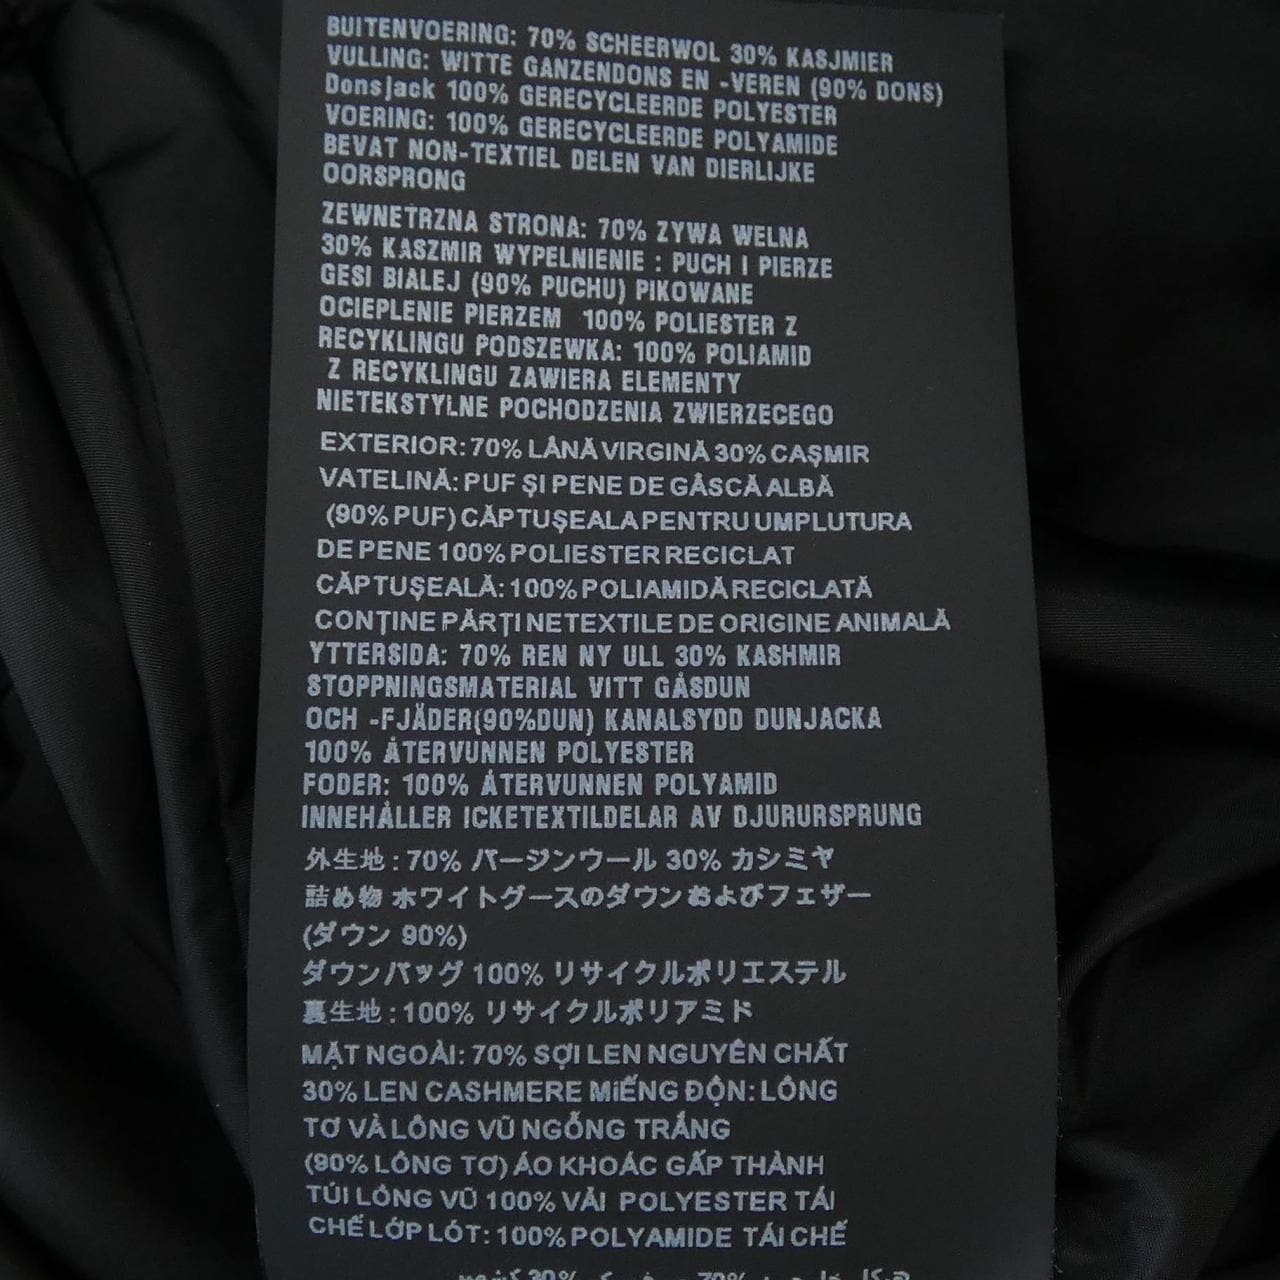 BUITENVOERING: 70% SCHEERWOL 30% KASJMIER
VULLING: WITTE GANZENDONS EN -VEREN (90% DONS)
Donsjack 100% GERECYCLEERDE POLYESTER
VOERING: 100% GERECYCLEERDE POLYAMIDE
BEVAT NON-TEXTIEL DELEN VAN DIERLIJKE
OORSPRONG
ZEWNETRZNA STRONA: 70% ZYWA WELNA
30% KASZMIR WYPELNIENIE : PUCH I PIERZE
GESI BIALEJ (90% PUCHU) PIKOWANE
OCIEPLENIE PIERZEM 100% POLIESTER Z
RECYKLINGU PODSZEWKA: 100% POLIAMID
Z RECYKLINGU ZAWIERA ELEMENTY
NIETEKSTYLNE POCHODZENIA ZWIERZECEGO
EXTERIOR: 70% LÂNĂ VIRGINĂ 30% CAŞMIR
VATELINĂ: PUF ŞI PENE DE GÂSCĂ ALBĂ
(90% PUF) CĂPTUŞEALA PENTRU UMPLUTURA
DE PENE 100% POLIESTER RECICLAT
CĂPTUŞEALĂ: 100% POLIAMIDĂ RECICLATĂ
CONŢINE PĂRŢI NETEXTILE DE ORIGINE ANIMALĂ
YTTERSIDA: 70% REN NY ULL 30% KASHMIR
STOPPNINGSMATERIAL VITT GÅSDUN
OCH -FJÄDER(90%DUN) KANALSYDD DUNJACKA
100% ÅTERVUNNEN POLYESTER
FODER: 100% ÅTERVUNNEN POLYAMID
INNEHÅLLER ICKETEXTILDELAR AV DJURURSPRUNG
外生地 : 70% バージンウール 30% カシミヤ
詰め物 ホワイトグースのダウンおよびフェザー
(ダウン 90%)
ダウンバッグ 100% リサイクルポリエステル
裏生地 : 100% リサイクルポリアミド
MẶT NGOÀI: 70% SỢI LEN NGUYÊN CHẤT
30% LEN CASHMERE MIẾNG ĐỘN: LÔNG
TƠ VÀ LÔNG VŨ NGỖNG TRẮNG
(90% LÔNG TƠ) ÁO KHOÁC GẤP THÀNH
TÚI LÔNG VŨ 100% VẢI POLYESTER TÁI
CHẾ LỚP LÓT: 100% POLYAMIDE TÁI CHẾ